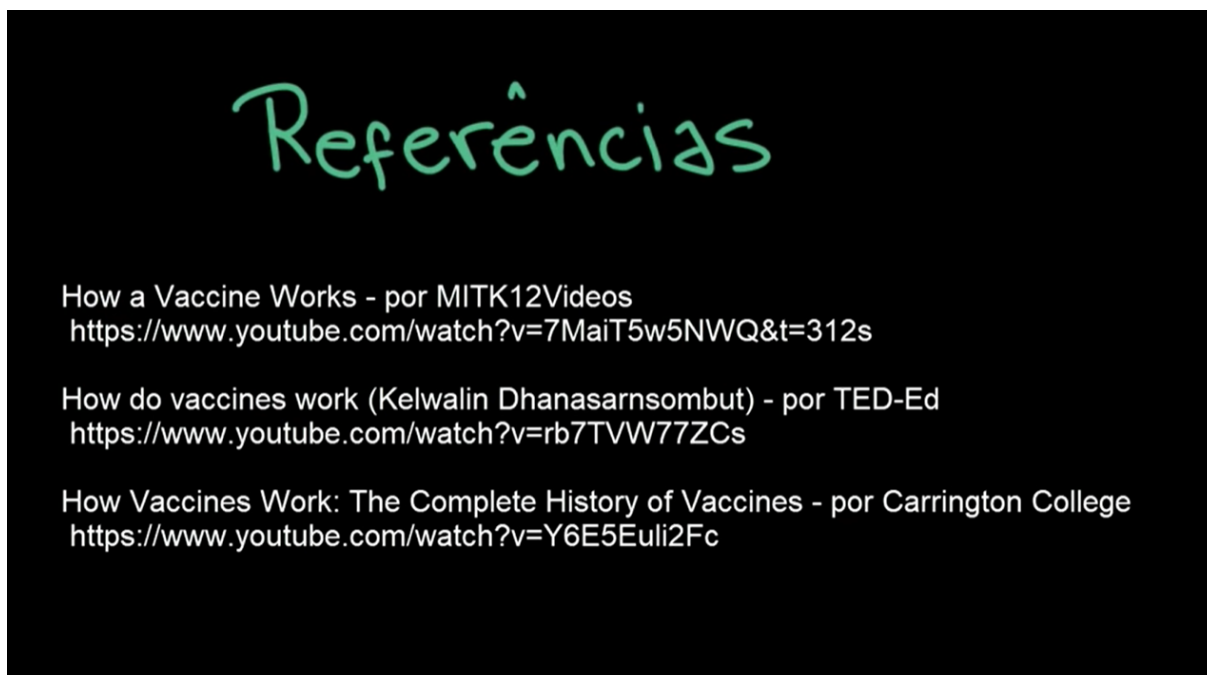 Referências
How a Vaccine Works - por MITK12Videos
https://www.youtube.com/watch?v=7MaiT5w5NWQ&t=312s
How do vaccines work (Kelwalin Dhanasarnsombut) - por TED-Ed
https://www.youtube.com/watch?v=rb7TVW77ZCs
How Vaccines Work: The Complete History of Vaccines - por Carrington College
https://www.youtube.com/watch?v=Y6E5Euli2Fc